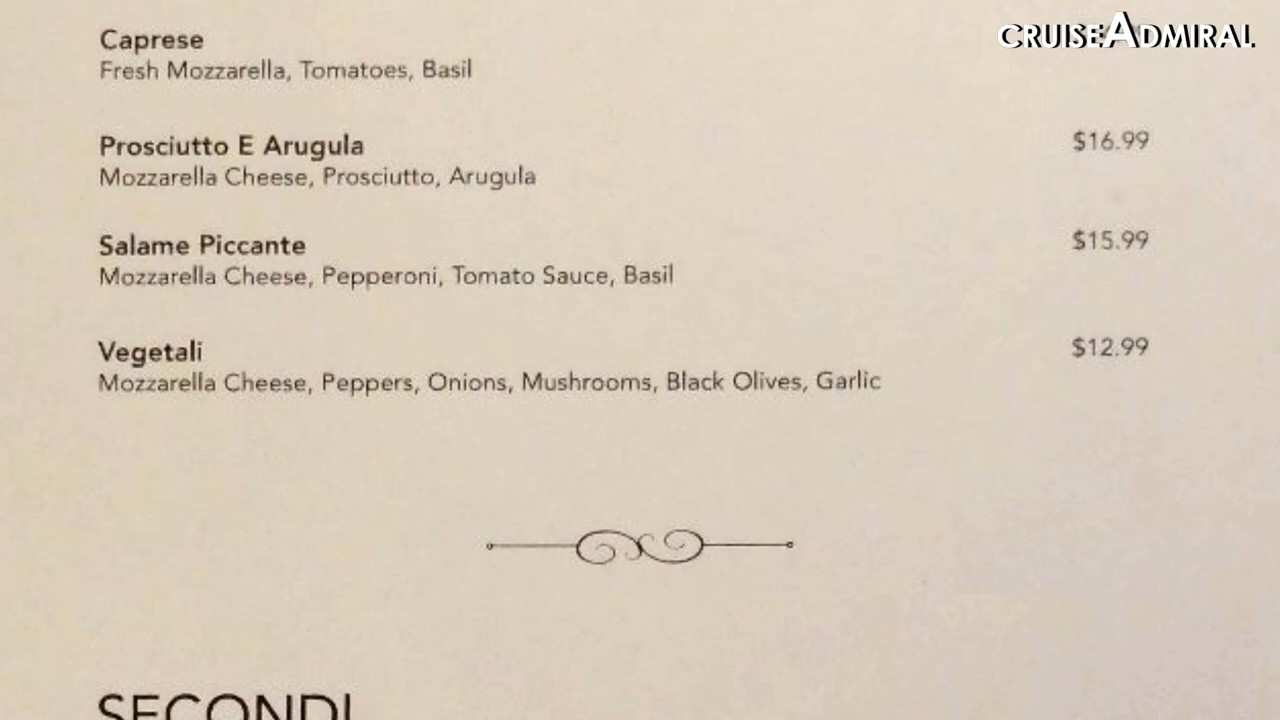 CRUISEADMIRAL
Caprese
Fresh Mozzarella, Tomatoes, Basil
Prosciutto E Arugula $16.99
Mozzarella Cheese, Prosciutto, Arugula
Salame Piccante $15.99
Mozzarella Cheese, Pepperoni, Tomato Sauce, Basil
Vegetali $12.99
Mozzarella Cheese, Peppers, Onions, Mushrooms, Black Olives, Garlic
SECONDI